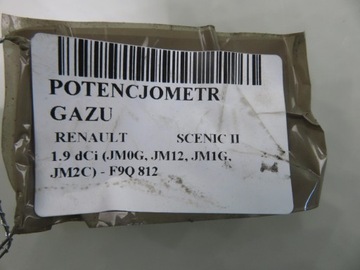 POTENCJOMETR
GAZU
RENAULT SCENIC II
1.9 dCi (JM0G, JM12, JM1G,
JM2C) - F9Q 812